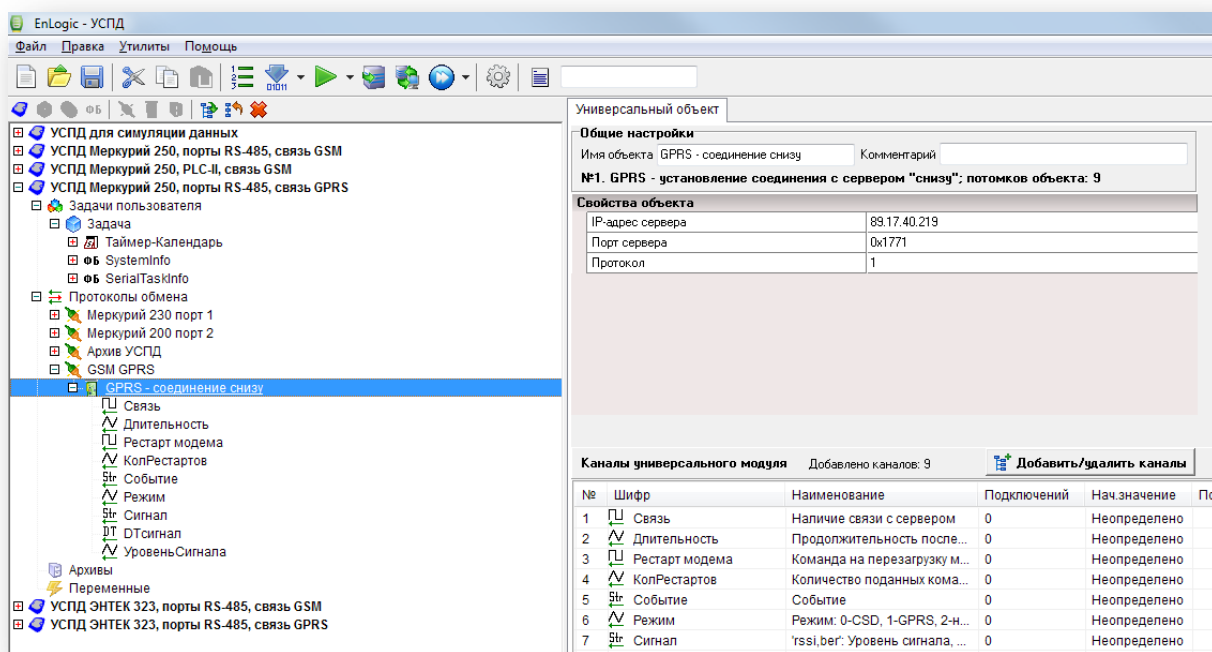 EnLogic - УСПД
Файл Правка Утилиты Помощь
УСПД для симуляции данных
УСПД Меркурий 250, порты RS-485, связь GSM
УСПД Меркурий 250, PLC-II, связь GSM
УСПД Меркурий 250, порты RS-485, связь GPRS
Задачи пользователя
Задача
Таймер-Календарь
ФБ SystemInfo
ФБ SerialTaskInfo
Протоколы обмена
Меркурий 230 порт 1
Меркурий 200 порт 2
Архив УСПД
GSM GPRS
GPRS - соединение снизу
Связь
Длительность
Рестарт модема
КолРестартов
Str Событие
Режим
Str Сигнал
DT DTсигнал
УровеньСигнала
Архивы
Переменные
УСПД ЭНТЕК 323, порты RS-485, связь GSM
УСПД ЭНТЕК 323, порты RS-485, связь GPRS
Универсальный объект
Общие настройки
Имя объекта GPRS - соединение снизу Комментарий
№1. GPRS - установление соединения с сервером "снизу"; потомков объекта: 9
Свойства объекта
IP-адрес сервера 89.17.40.219
Порт сервера 0x1771
Протокол 1
Каналы универсального модуля Добавлено каналов: 9 Добавить/удалить каналы
№ Шифр Наименование Подключений Нач.значение По
1 Связь Наличие связи с сервером 0 Неопределено
2 Длительность Продолжительность после... 0 Неопределено
3 Рестарт модема Команда на перезагрузку м... 0 Неопределено
4 КолРестартов Количество поданных кома... 0 Неопределено
5 Str Событие Событие 0 Неопределено
6 Режим Режим: 0-CSD, 1-GPRS, 2-н... 0 Неопределено
7 Str Сигнал 'rssi,ber': Уровень сигнала, ... 0 Неопределено